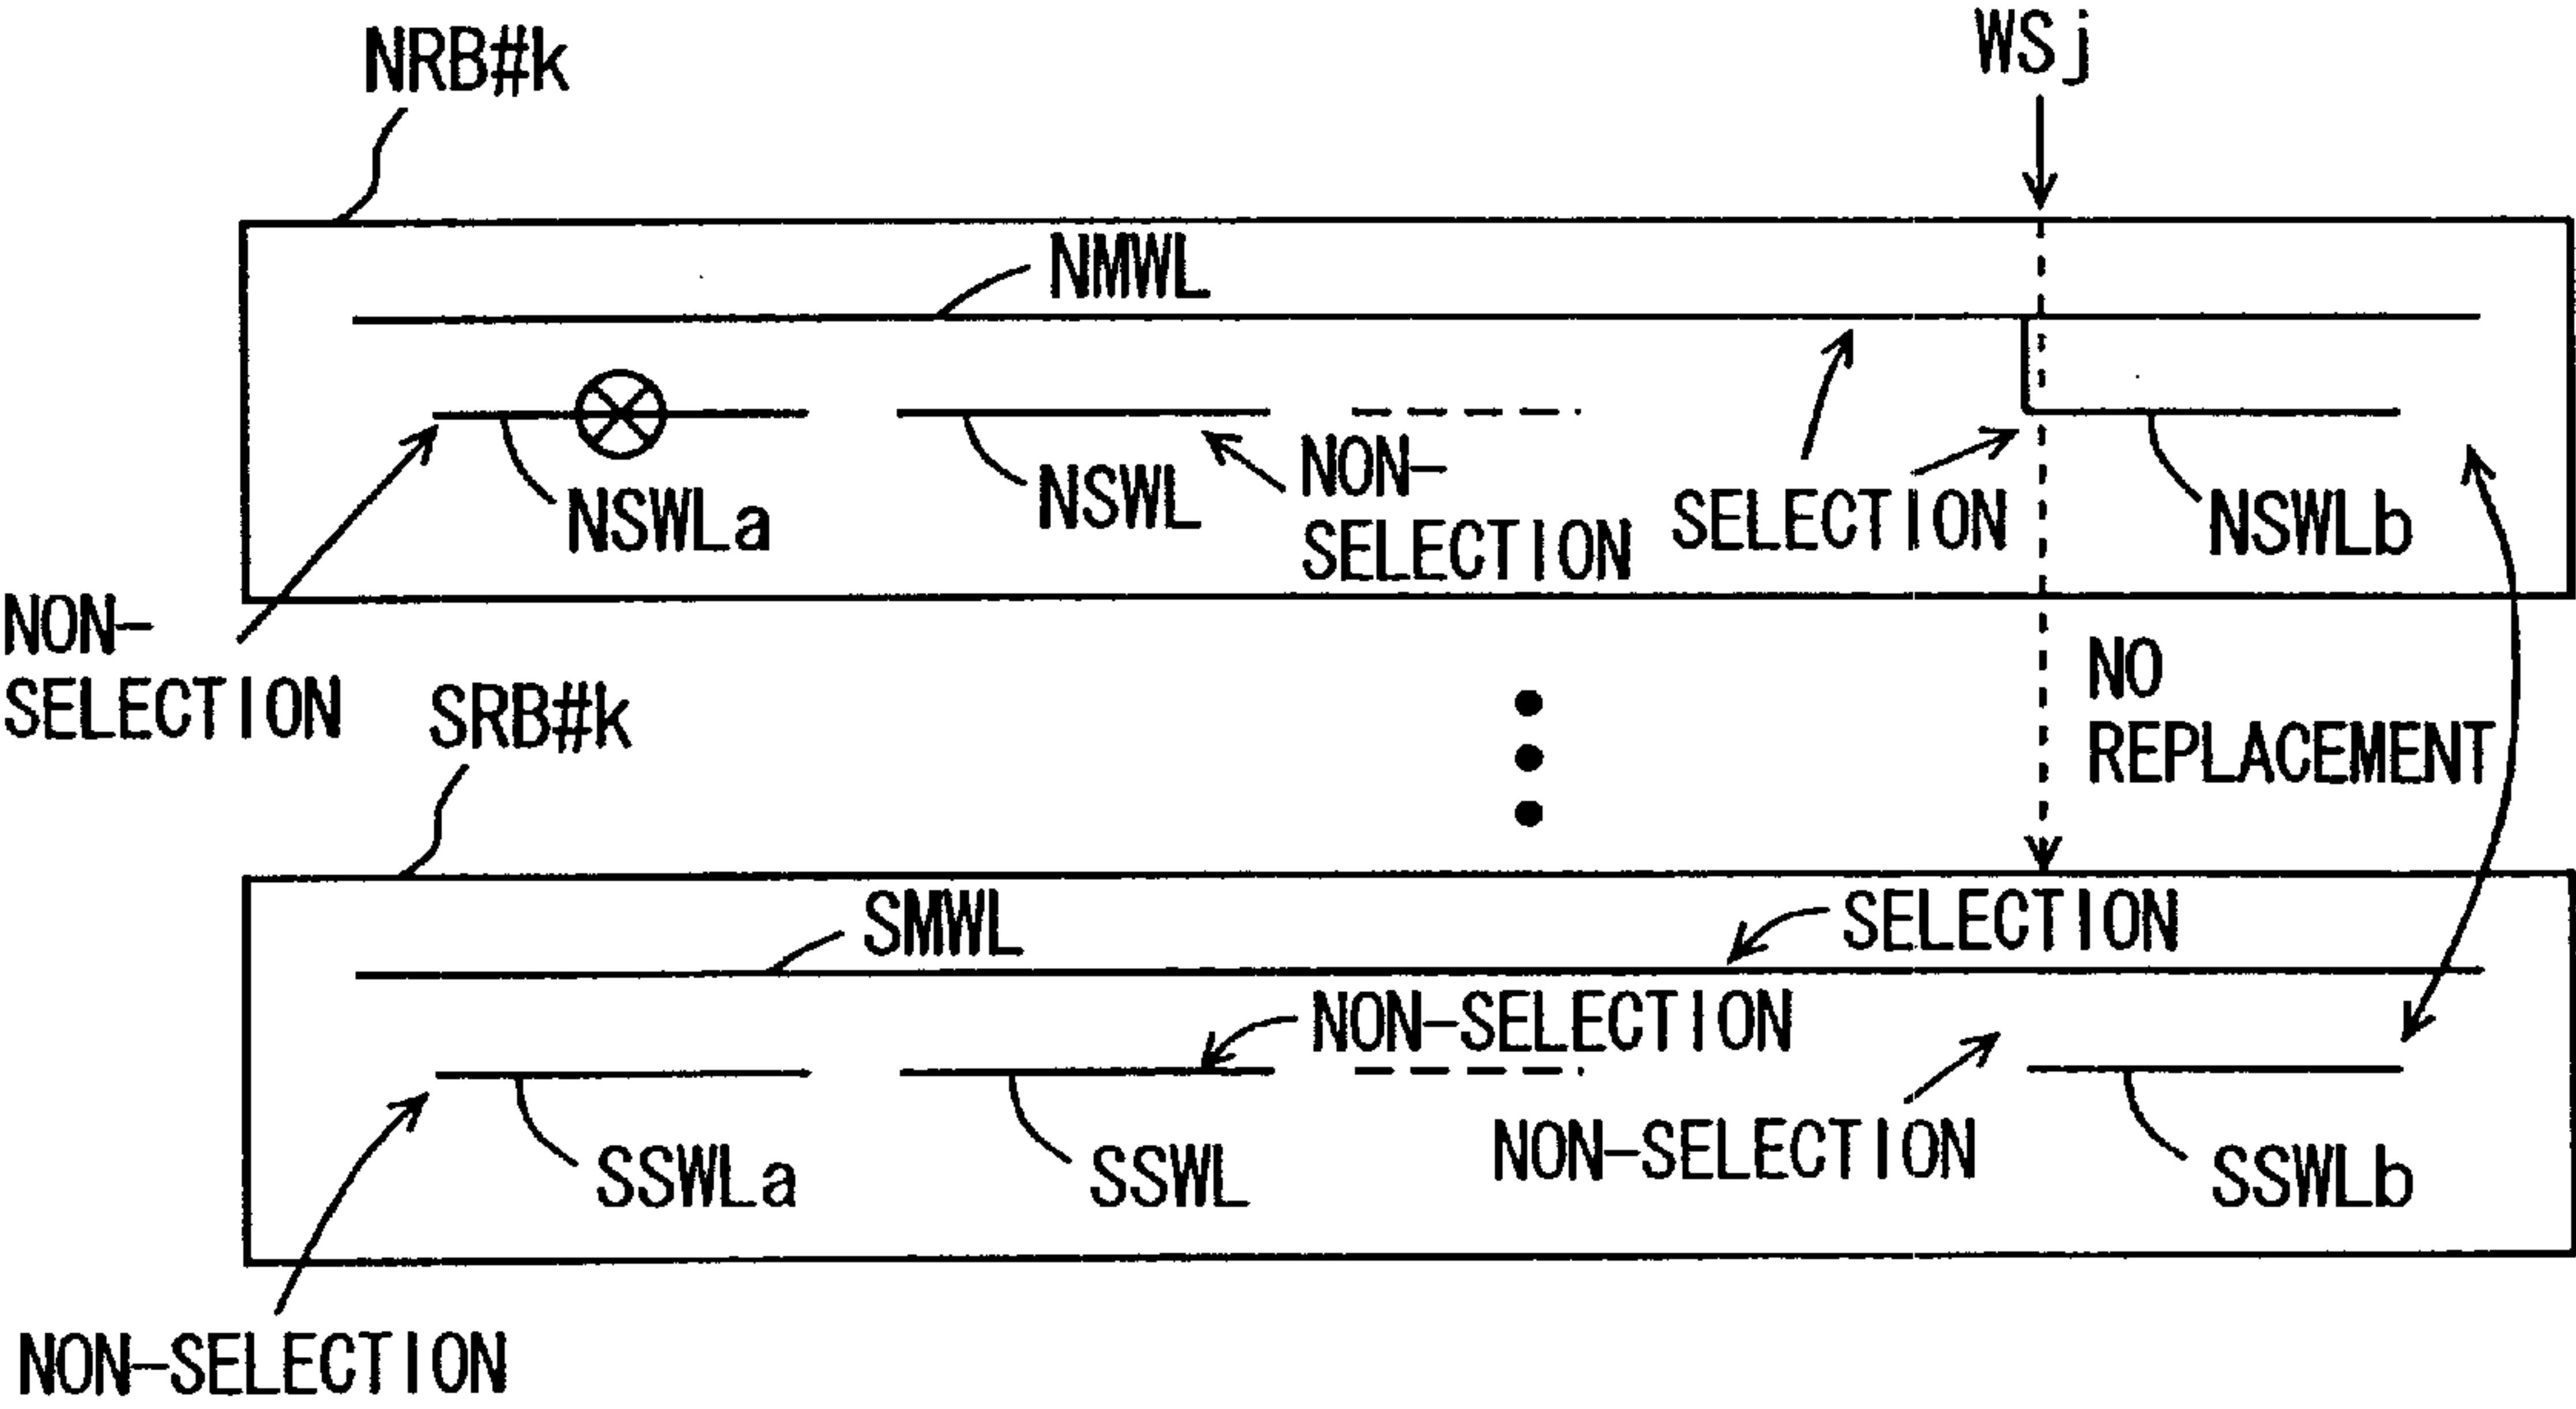 NRB#k
WSj
NMWL
NSWLa
NSWL
NON-
SELECTION
SELECTION
NSWLb
NON-
SELECTION
NO
REPLACEMENT
SRB#k
SMWL
SELECTION
NON-SELECTION
SSWLa
SSWL
NON-SELECTION
SSWLb
NON-SELECTION